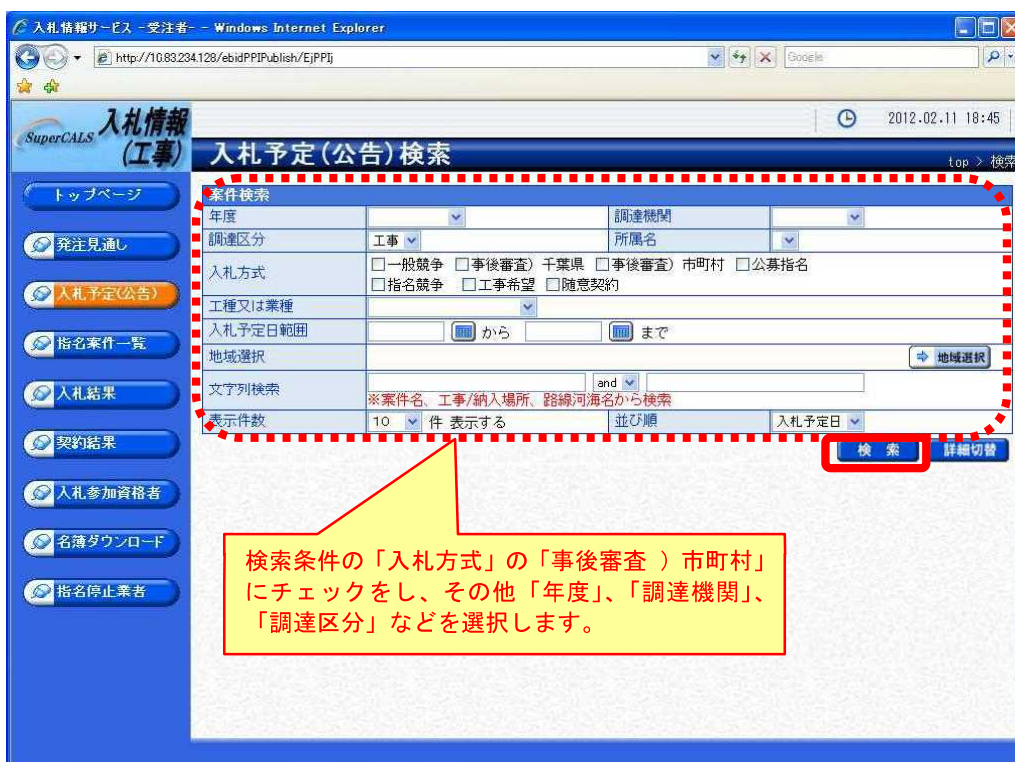 入札情報サービス -受注者- - Windows Internet Explorer
http://10.83.234.128/ebidPPIPublish/EjPPIj
Google
SuperCALS 入札情報
(工事)
2012.02.11 18:45
入札予定(公告)検索
top > 検索
トップページ
発注見通し
入札予定(公告)
指名案件一覧
入札結果
契約結果
入札参加資格者
名簿ダウンロード
指名停止業者
案件検索
年度 調達機関
調達区分 工事 所属名
入札方式 一般競争 事後審査）千葉県 事後審査）市町村 公募指名
指名競争 工事希望 随意契約
工種又は業種
入札予定日範囲 から まで
地域選択 地域選択
文字列検索 and
※案件名、工事/納入場所、路線河海名から検索
表示件数 10 件 表示する 並び順 入札予定日
検 索 詳細切替
検索条件の「入札方式」の「事後審査 ）市町村」
にチェックをし、その他「年度」、「調達機関」、
「調達区分」などを選択します。